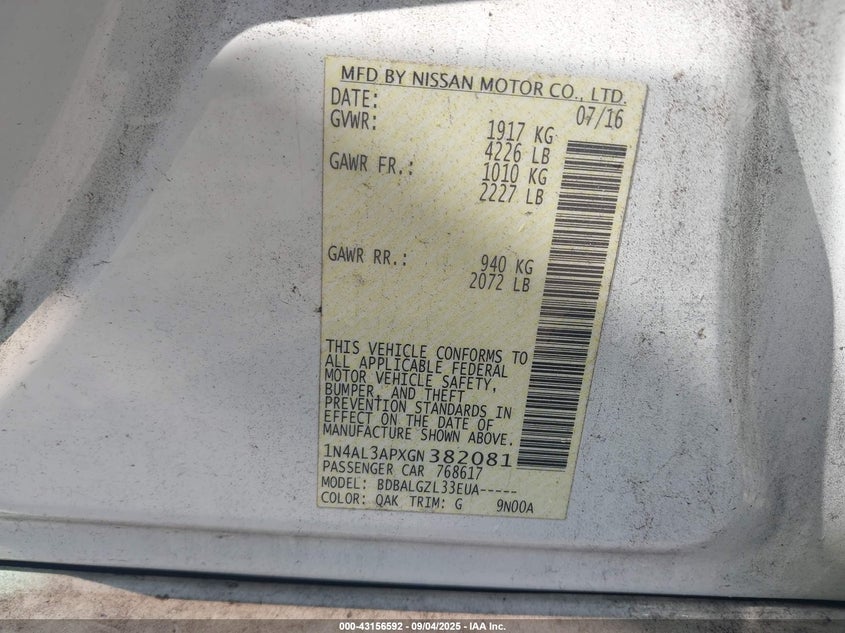 MFD BY NISSAN MOTOR CO., LTD.
DATE: 07/16
GVWR: 1917 KG
4226 LB
GAWR FR.: 1010 KG
2227 LB
GAWR RR.: 940 KG
2072 LB
THIS VEHICLE CONFORMS TO
ALL APPLICABLE FEDERAL
MOTOR VEHICLE SAFETY,
BUMPER, AND THEFT
PREVENTION STANDARDS IN
EFFECT ON THE DATE OF
MANUFACTURE SHOWN ABOVE.
1N4AL3APXGN382081
PASSENGER CAR 768617
MODEL: BDBALGZL33EUA-----
COLOR: QAK TRIM: G 9N00A
000-43156592 - 09/04/2025 - IAA Inc.